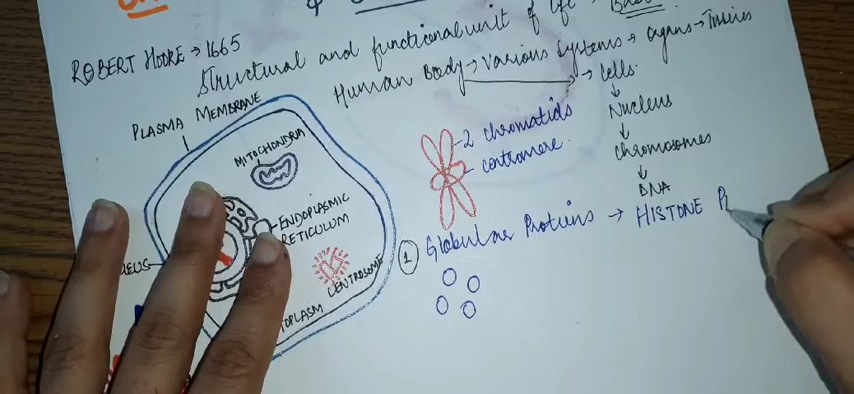 ROBERT HOOKE → 1665
Structural and functional unit of life
Human Body → Various Systems → Organs → Tissues
→ Cells.
↓
Nucleus
↓
Chromosomes
↓
DNA
PLASMA MEMBRANE
MITOCHONDRA
ENDOPLASMIC
RETICULUM
CENTROSOME
2 chromatids
centromere.
① Globular Proteins → HISTONE